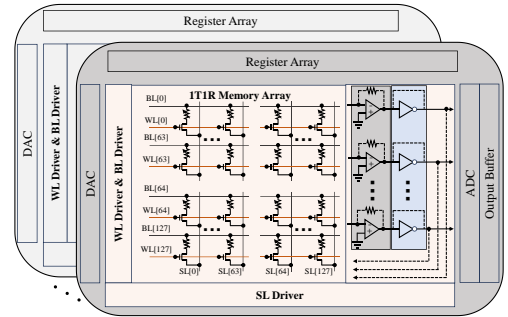 Register Array
DAC
WL Driver & BL Driver
Register Array
DAC
WL Driver & BL Driver
1T1R Memory Array
BL[0]
WL[0]
BL[63]
WL[63]
BL[64]
WL[64]
BL[127]
WL[127]
SL[0] SL[63] SL[64] SL[127]
SL Driver
ADC
Output Buffer